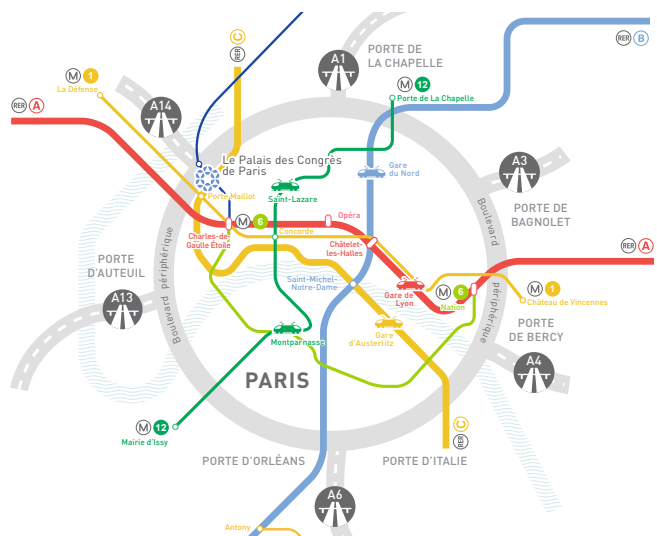 RER C
A1
PORTE DE
LA CHAPELLE
RER B
M 1
La Défense
M 12
Porte de La Chapelle
RER A
A14
Le Palais des Congrès
de Paris
Gare
du Nord
A3
Saint-Lazare
Porte Maillot
PORTE DE
BAGNOLET
Boulevard
périphérique
M 6
Opéra
Charles-de-
Gaülle Étoile
Concorde
Châtelet-
les-Halles
RER A
PORTE
D'AUTEUIL
Boulevard périphérique
A13
Saint-Michel-
Notre-Dame
Gare de
Lyon
M 6
Nation
M 1
Château de Vincennes
Montparnasse
Gare
d'Austeritz
PORTE
DE BERCY
A4
PARIS
M 12
Mairie d'Issy
RER C
PORTE D'ORLÉANS
PORTE D'ITALIE
A6
Antony